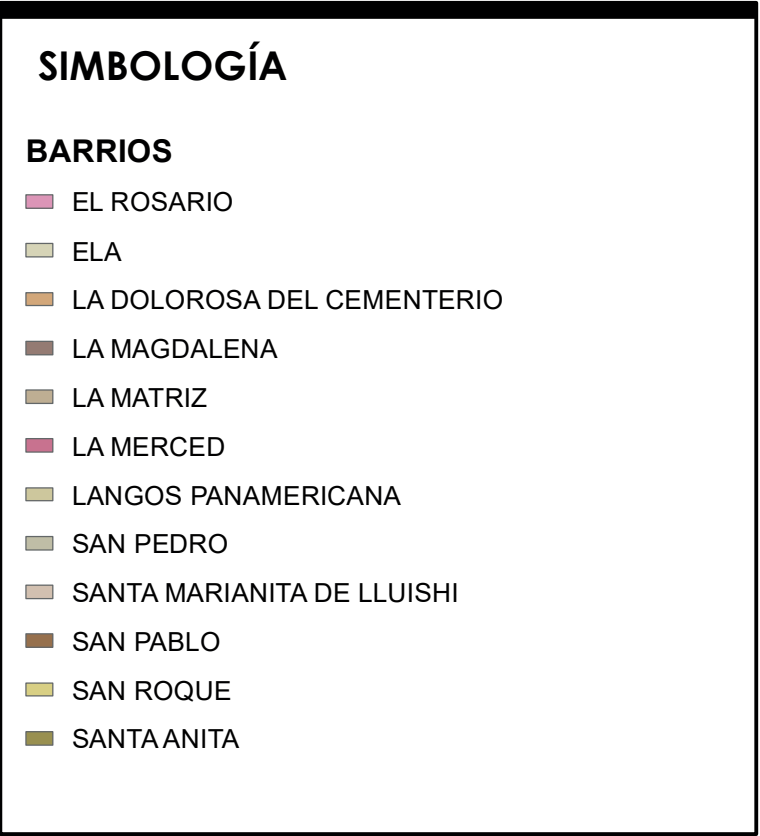 SIMBOLOGÍA
BARRIOS
EL ROSARIO
ELA
LA DOLOROSA DEL CEMENTERIO
LA MAGDALENA
LA MATRIZ
LA MERCED
LANGOS PANAMERICANA
SAN PEDRO
SANTA MARIANITA DE LLUISHI
SAN PABLO
SAN ROQUE
SANTA ANITA